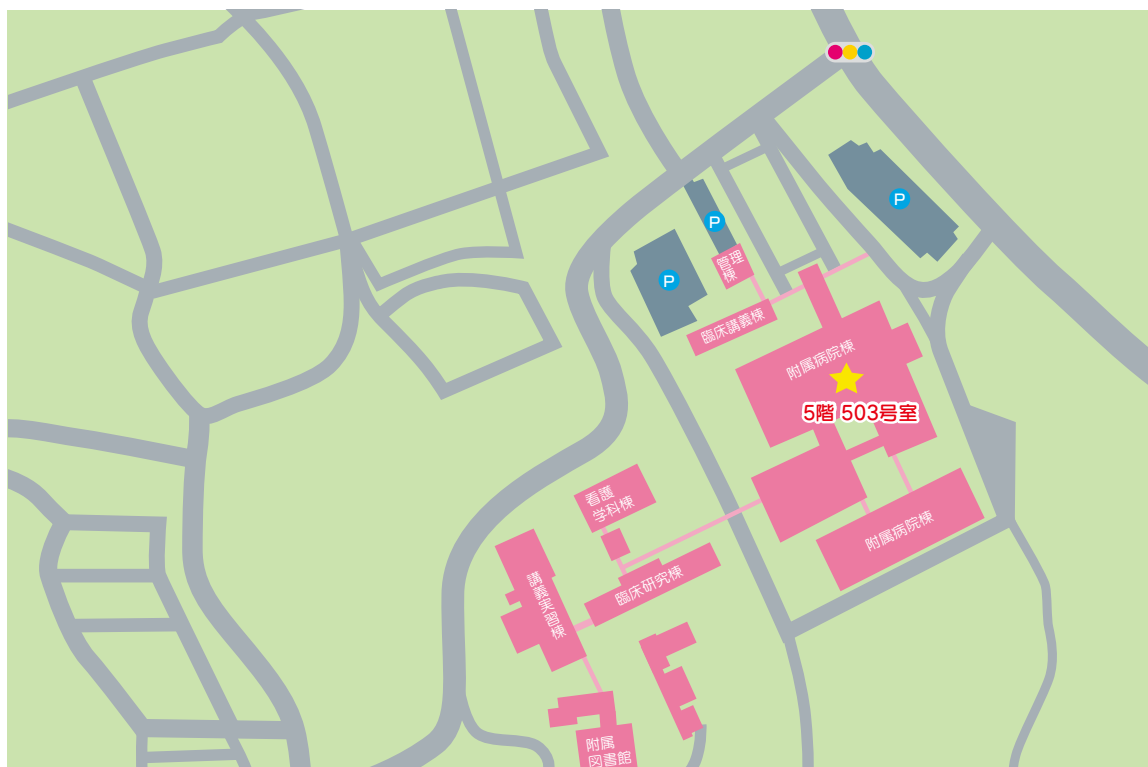 P
P
P
管理
棟
臨床講義棟
附属病院棟
5階 503号室
看護
学科棟
附属病院棟
講義実習棟
臨床研究棟
附属
図書館